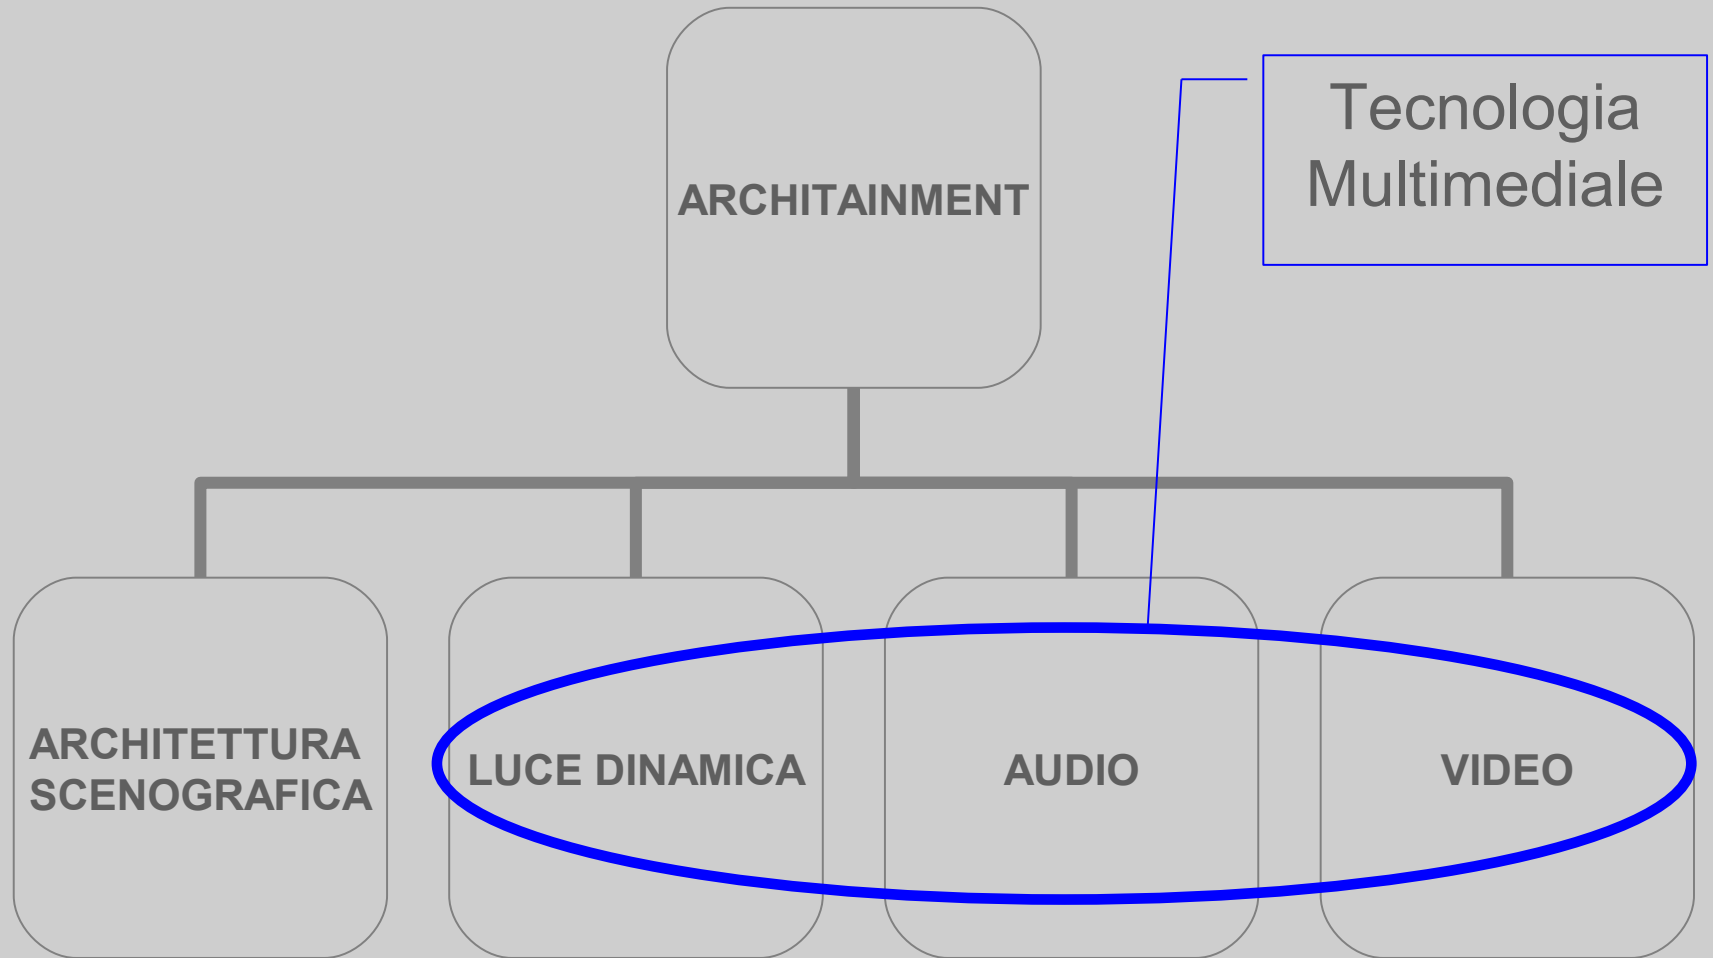 ARCHITAINMENT
Tecnologia
Multimediale
ARCHITETTURA
SCENOGRAFICA
LUCE DINAMICA
AUDIO
VIDEO